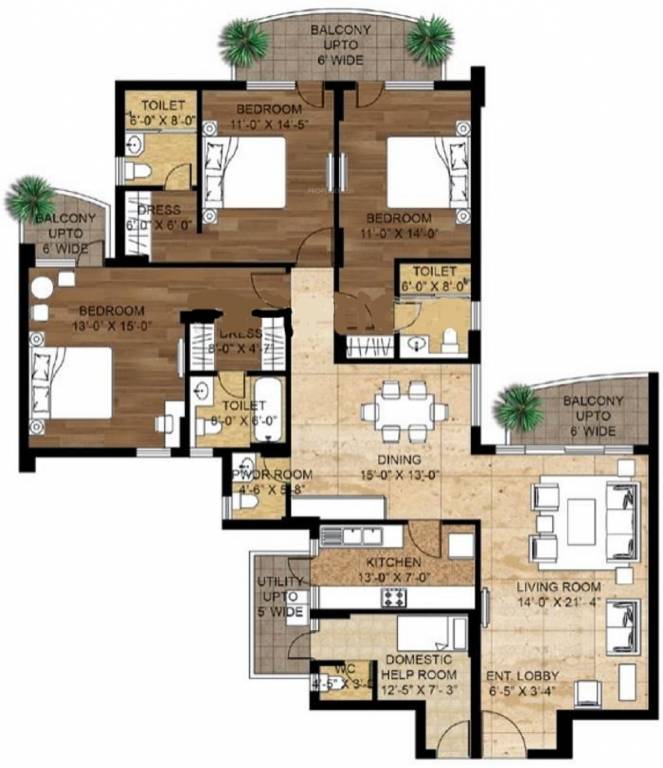 BALCONY
UPTO
6' WIDE
TOILET
6'-0" X 8'-0"
BEDROOM
11'-0" X 14'-5"
DRESS
6'-0" X 6'-0"
BEDROOM
11'-0" X 14'-0"
BALCONY
UPTO
6' WIDE
TOILET
6'-0" X 8'-0"
BEDROOM
13'-0" X 15'-0"
DRESS
8'-0" X 4'-7"
TOILET
8'-0" X 6'-0"
BALCONY
UPTO
6' WIDE
DINING
15'-0" X 13'-0"
PWDR ROOM
4'-6" X 5'-8"
KITCHEN
13'-0" X 7'-0"
UTILITY
UPTO
5' WIDE
LIVING ROOM
14'-0" X 21'-4"
WC
DOMESTIC
HELP ROOM
12'-5" X 7'-3"
ENT. LOBBY
6'-5" X 3'-4"